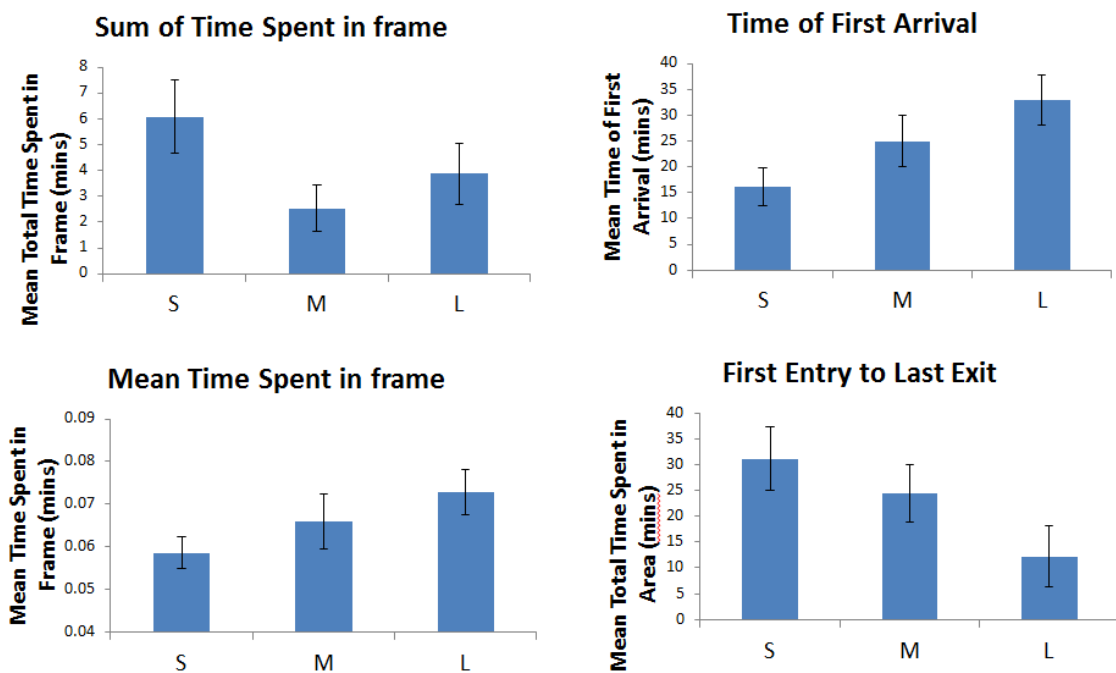 Sum of Time Spent in frame
Mean Total Time Spent in
Frame (mins)
8
7
6
5
4
3
2
1
0
S M L
Time of First Arrival
Mean Time of First
Arrival (mins)
40
35
30
25
20
15
10
5
0
S M L
Mean Time Spent in frame
Mean Time Spent in
Frame (mins)
0.09
0.08
0.07
0.06
0.05
0.04
S M L
First Entry to Last Exit
Mean Total Time Spent in
Area (mins)
40
35
30
25
20
15
10
5
0
S M L